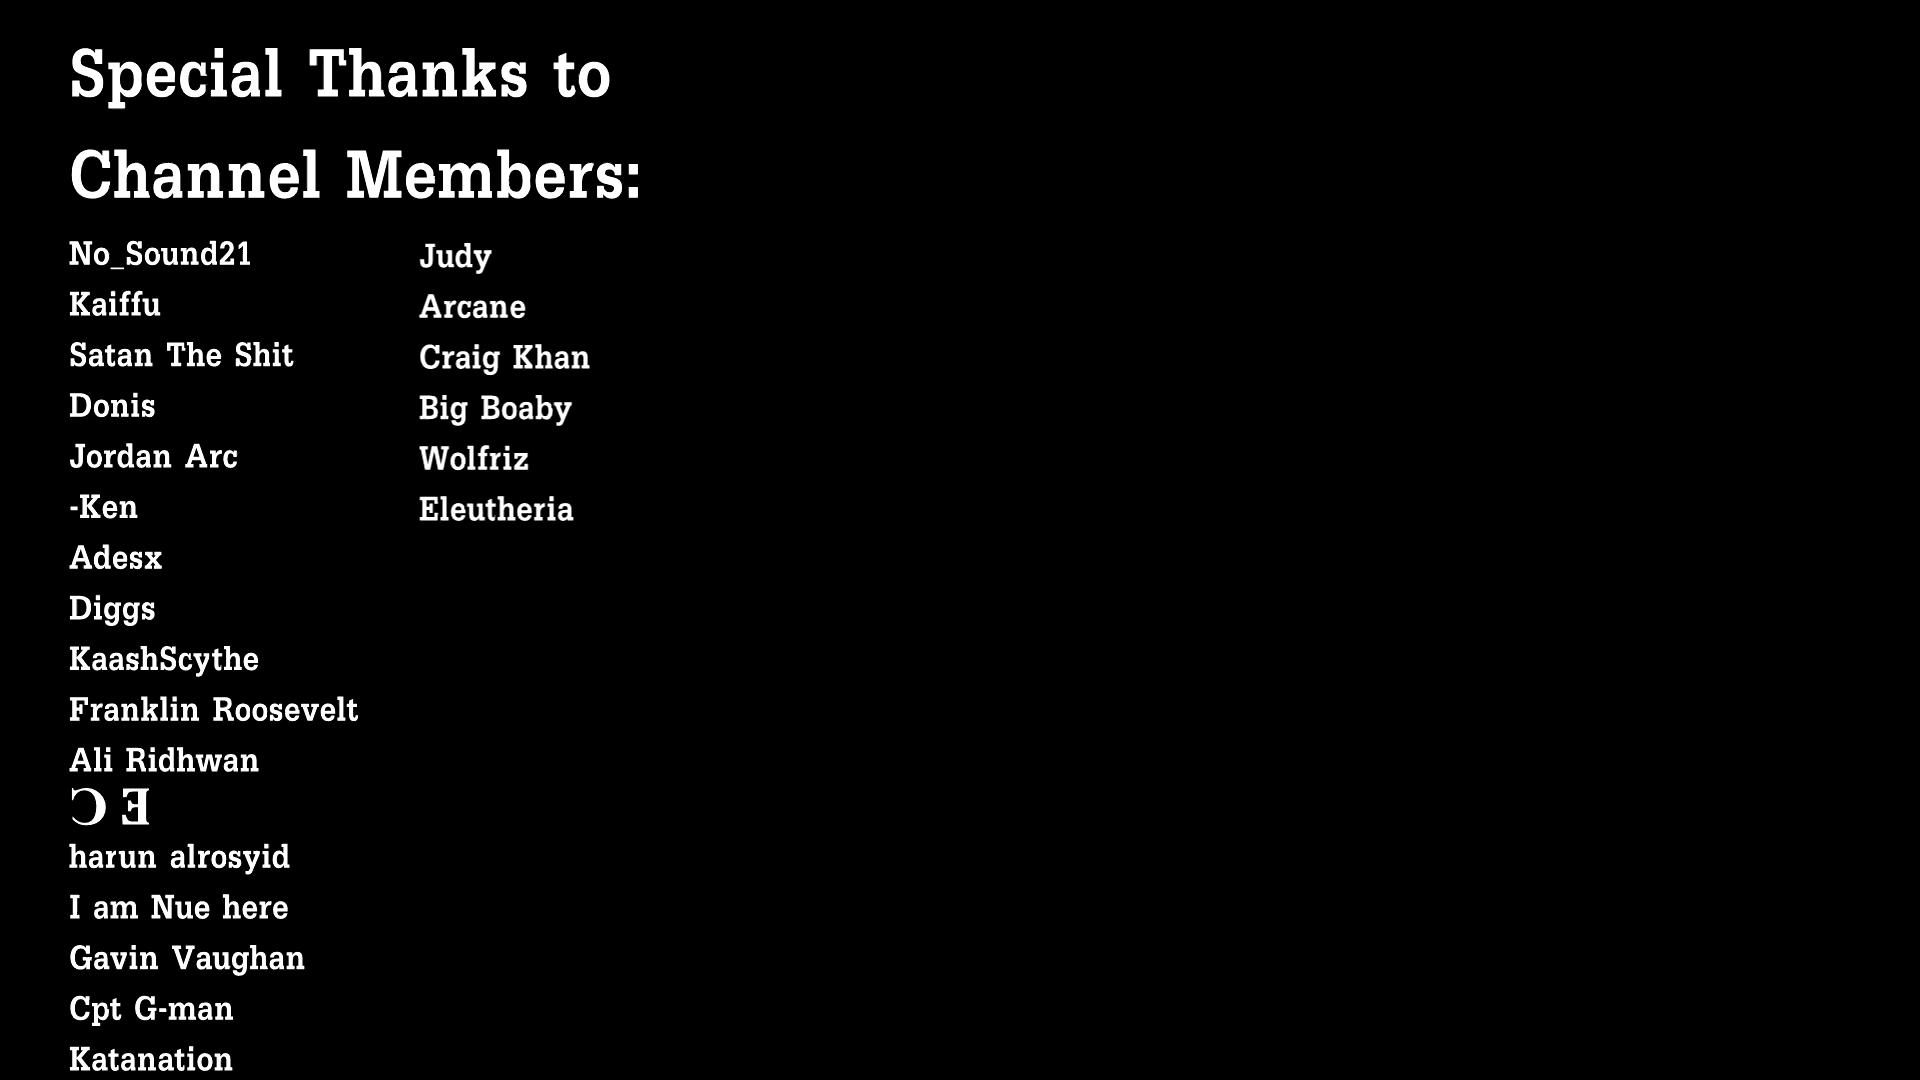 Special Thanks to
Channel Members:
No_Sound21
Kaiffu
Satan The Shit
Donis
Jordan Arc
-Ken
Adesx
Diggs
KaashScythe
Franklin Roosevelt
Ali Ridhwan
Ɔ Ǝ
harun alrosyid
I am Nue here
Gavin Vaughan
Cpt G-man
Katanation
Judy
Arcane
Craig Khan
Big Boaby
Wolfriz
Eleutheria